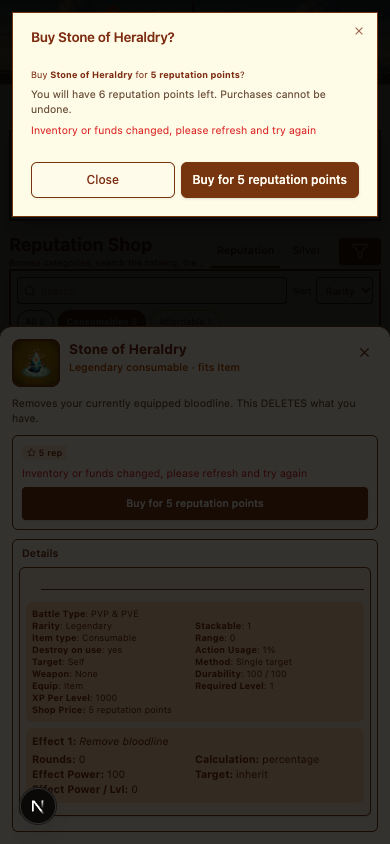 Buy Stone of Heraldry?
×
Buy Stone of Heraldry for 5 reputation points?
You will have 6 reputation points left. Purchases cannot be
undone.
Inventory or funds changed, please refresh and try again
Close
Buy for 5 reputation points
Reputation Shop
Reputation
Silver
Search
Sort
Rarity
All
Consumables
Stone of Heraldry
Legendary consumable · fits Item
Removes your currently equipped bloodline. This DELETES what you
have.
5 rep
Inventory or funds changed, please refresh and try again
Buy for 5 reputation points
Details
Battle Type: PVP & PVE
Rarity: Legendary
Stackable: 1
Item type: Consumable
Range: 0
Destroy on use: yes
Action Usage: 1%
Target: Self
Method: Single target
Weapon: None
Durability: 100 / 100
Equip: Item
Required Level: 1
XP Per Level: 1000
Shop Price: 5 reputation points
Effect 1: Remove bloodline
Rounds: 0
Calculation: percentage
Effect Power: 100
Target: inherit
Effect Power / Lvl: 0
N